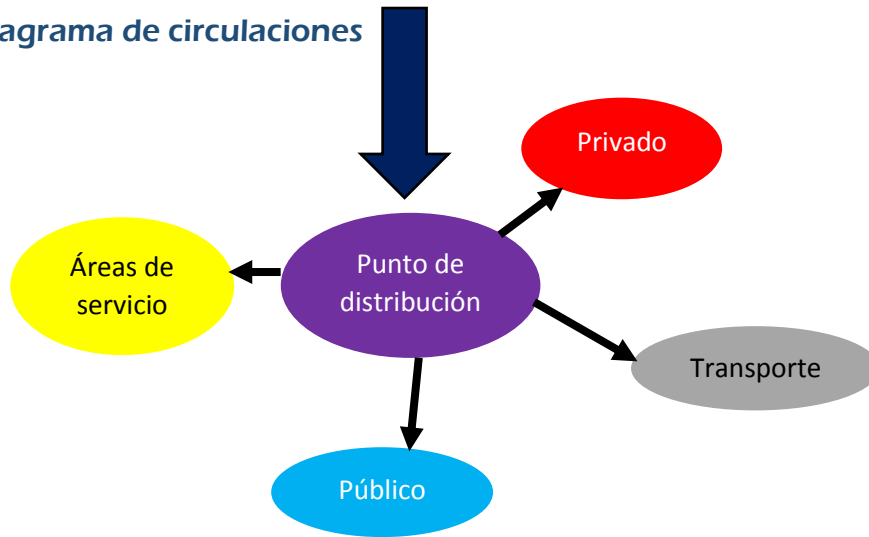 agrama de circulaciones
Privado
Áreas de
servicio
Punto de
distribución
Transporte
Público